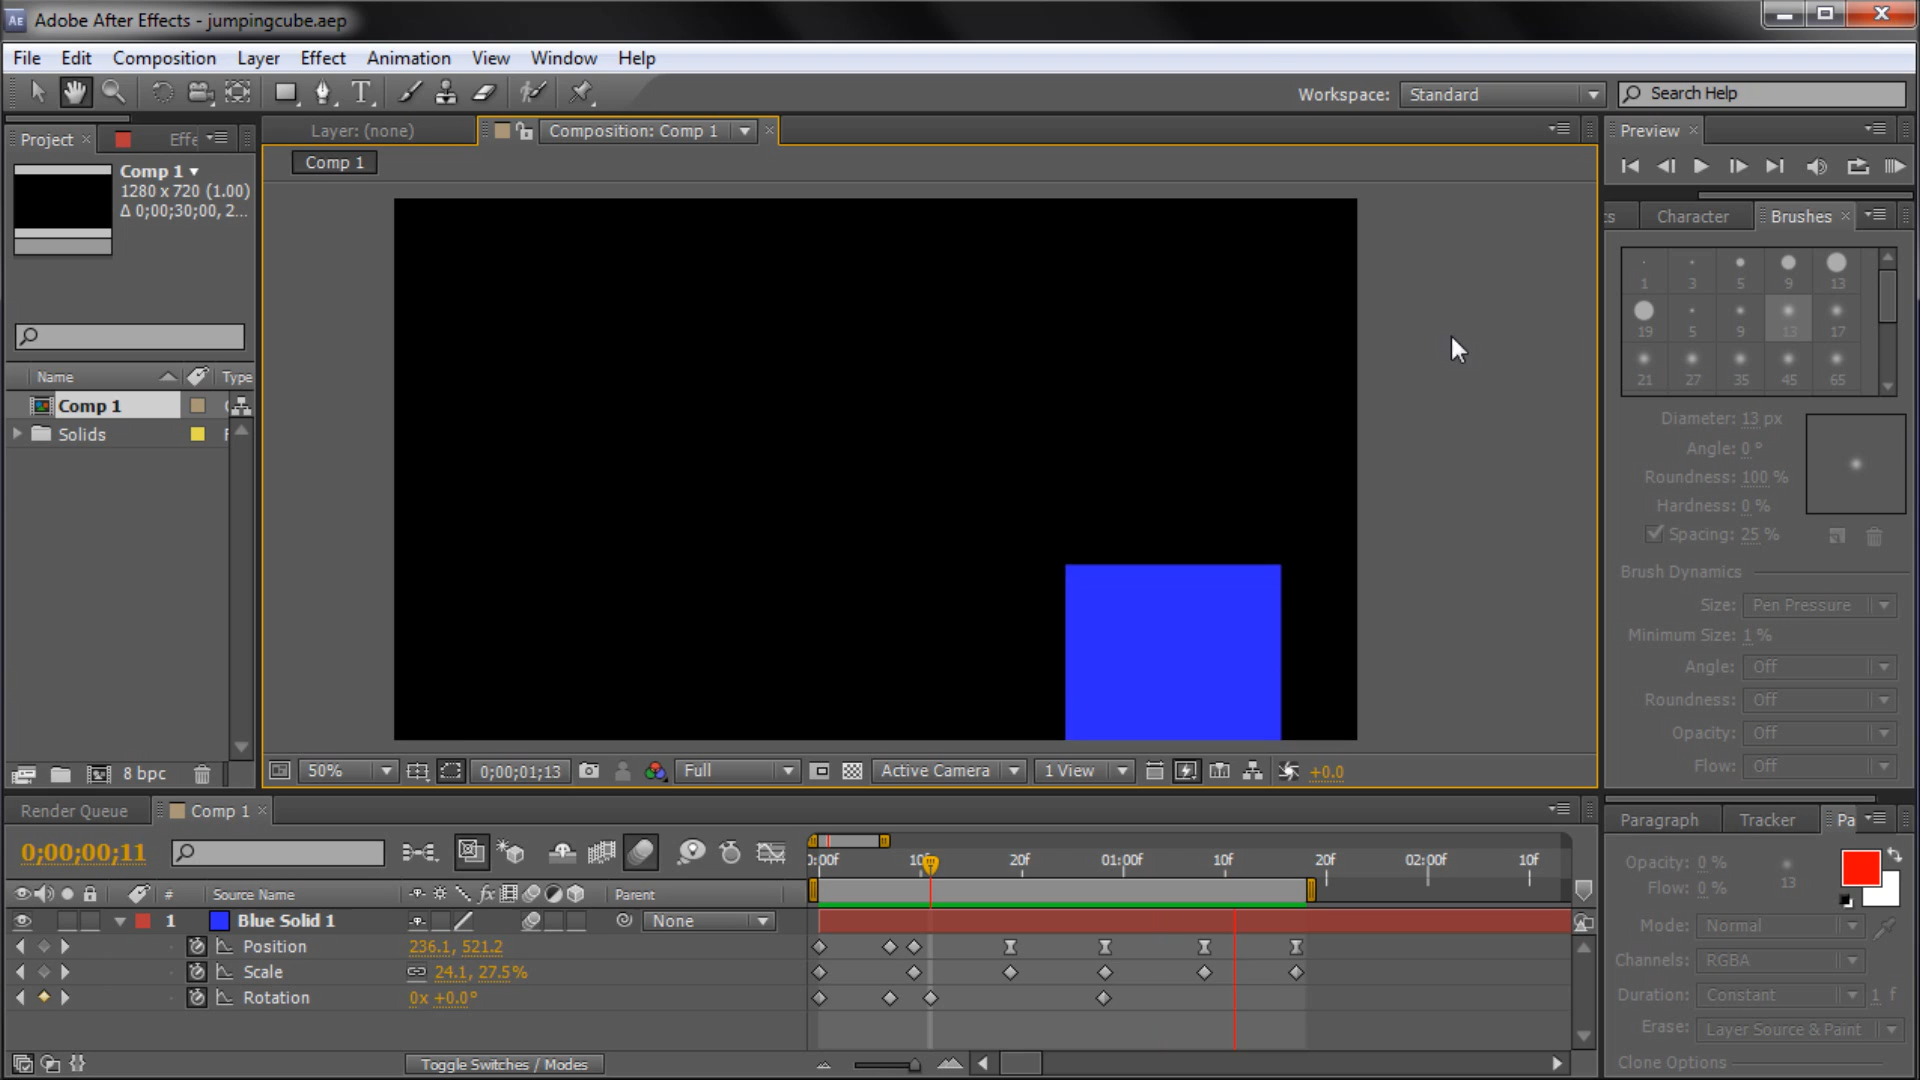 Ae Adobe After Effects - jumpingcube.aep
File Edit Composition Layer Effect Animation View Window Help
T Workspace: Standard Search Help
Project Effe Layer: (none) Composition: Comp 1 Preview
Comp 1
1280 x 720 (1.00)
Δ 0;00;30;00, 2...
Comp 1
Character Brushes
1 3 5 9 13
19 5 9 13 17
21 27 35 45 65
Name Type
Comp 1
Solids
Diameter: 13 px
Angle: 0 °
Roundness: 100 %
Hardness: 0 %
Spacing: 25 %
Brush Dynamics
Size: Pen Pressure
Minimum Size: 1 %
Angle: Off
Roundness: Off
Opacity: Off
Flow: Off
8 bpc 50% 0;00;01;13 Full Active Camera 1 View +0.0
Render Queue Comp 1
Paragraph Tracker Pa
0;00;00;11
0:00f 10f 20f 01:00f 10f 20f 02:00f 10f
# Source Name fx Parent
1 Blue Solid 1 None
Position 236.1, 521.2
Scale 24.1, 27.5%
Rotation 0x +0.0°
Toggle Switches / Modes
Opacity: 0 %
Flow: 0 %
13
Mode: Normal
Channels: RGBA
Duration: Constant 1 f
Erase: Layer Source & Paint
Clone Options